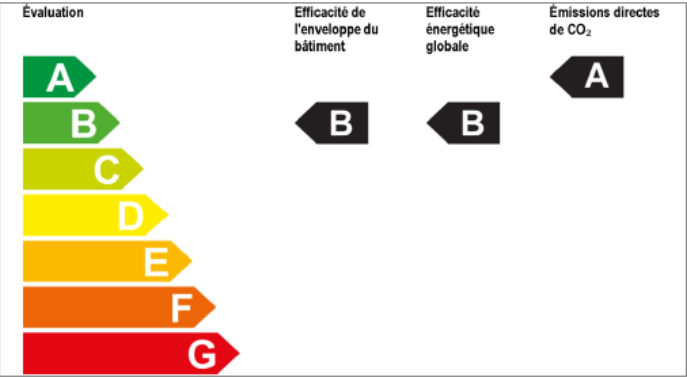 Évaluation
Efficacité de
l'enveloppe du
bâtiment
Efficacité
énergétique
globale
Émissions directes
de CO₂
A
A
B
B
B
C
D
E
F
G